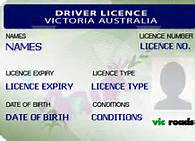 DRIVER LICENCE
VICTORIA AUSTRALIA
NAMES LICENCE NUMBER
NAMES LICENCE NO.
LICENCE EXPIRY LICENCE TYPE
LICENCE EXPIRY LICENCE TYPE
DATE OF BIRTH CONDITIONS
DATE OF BIRTH CONDITIONS
vic roads